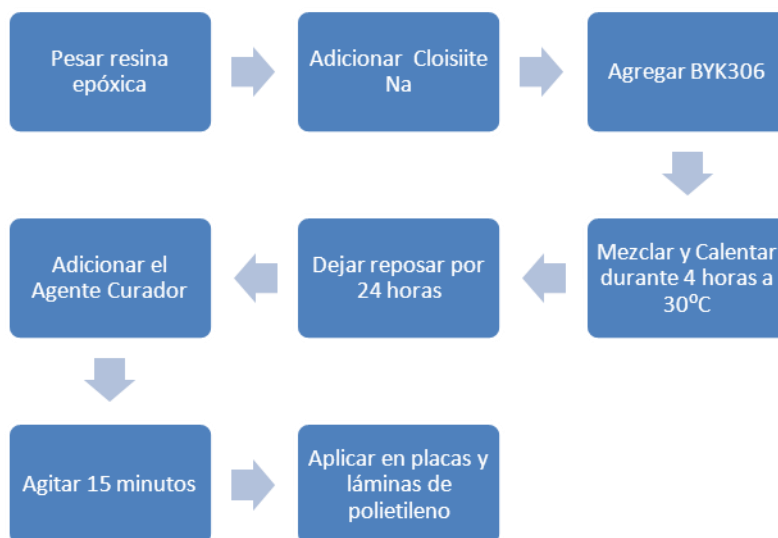 Pesar resina
epóxica
Adicionar Cloisiite
Na
Agregar BYK306
Mezclar y Calentar
durante 4 horas a
30⁰C
Dejar reposar por
24 horas
Adicionar el
Agente Curador
Agitar 15 minutos
Aplicar en placas y
láminas de
polietileno